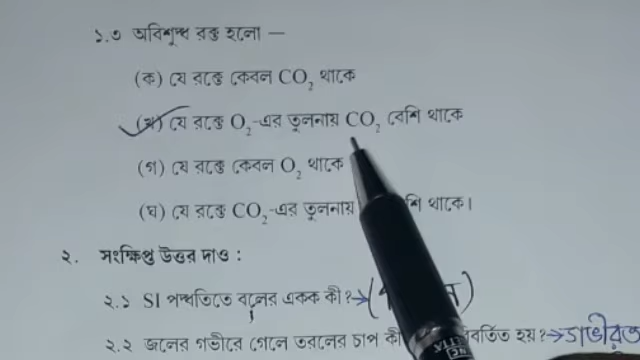 ১.৩ অবিশুদ্ধ রক্ত হলো —
(ক) যে রক্তে কেবল CO₂ থাকে
(খ) যে রক্তে O₂-এর তুলনায় CO₂ বেশি থাকে
(গ) যে রক্তে কেবল O₂ থাকে
(ঘ) যে রক্তে CO₂-এর তুলনায় থাকে।
২. সংক্ষিপ্ত উত্তর দাও :
২.১ SI পদ্ধতিতে বলের একক কী? → (
২.২ জলের গভীরে গেলে তরলের চাপ হয়? →